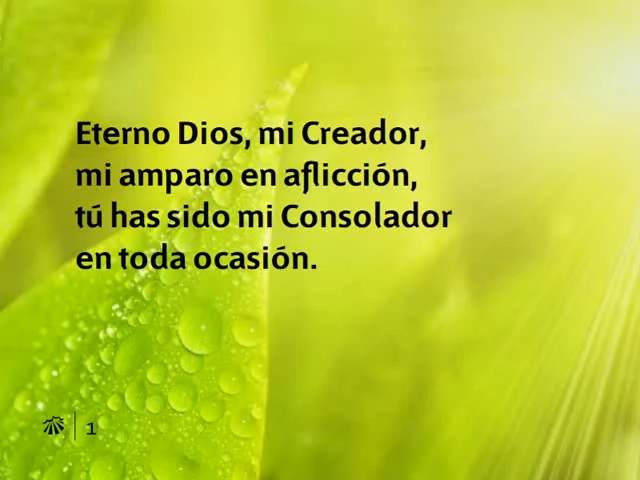 Eterno Dios, mi Creador,
mi amparo en aflicción,
tú has sido mi Consolador
en toda ocasión.
1